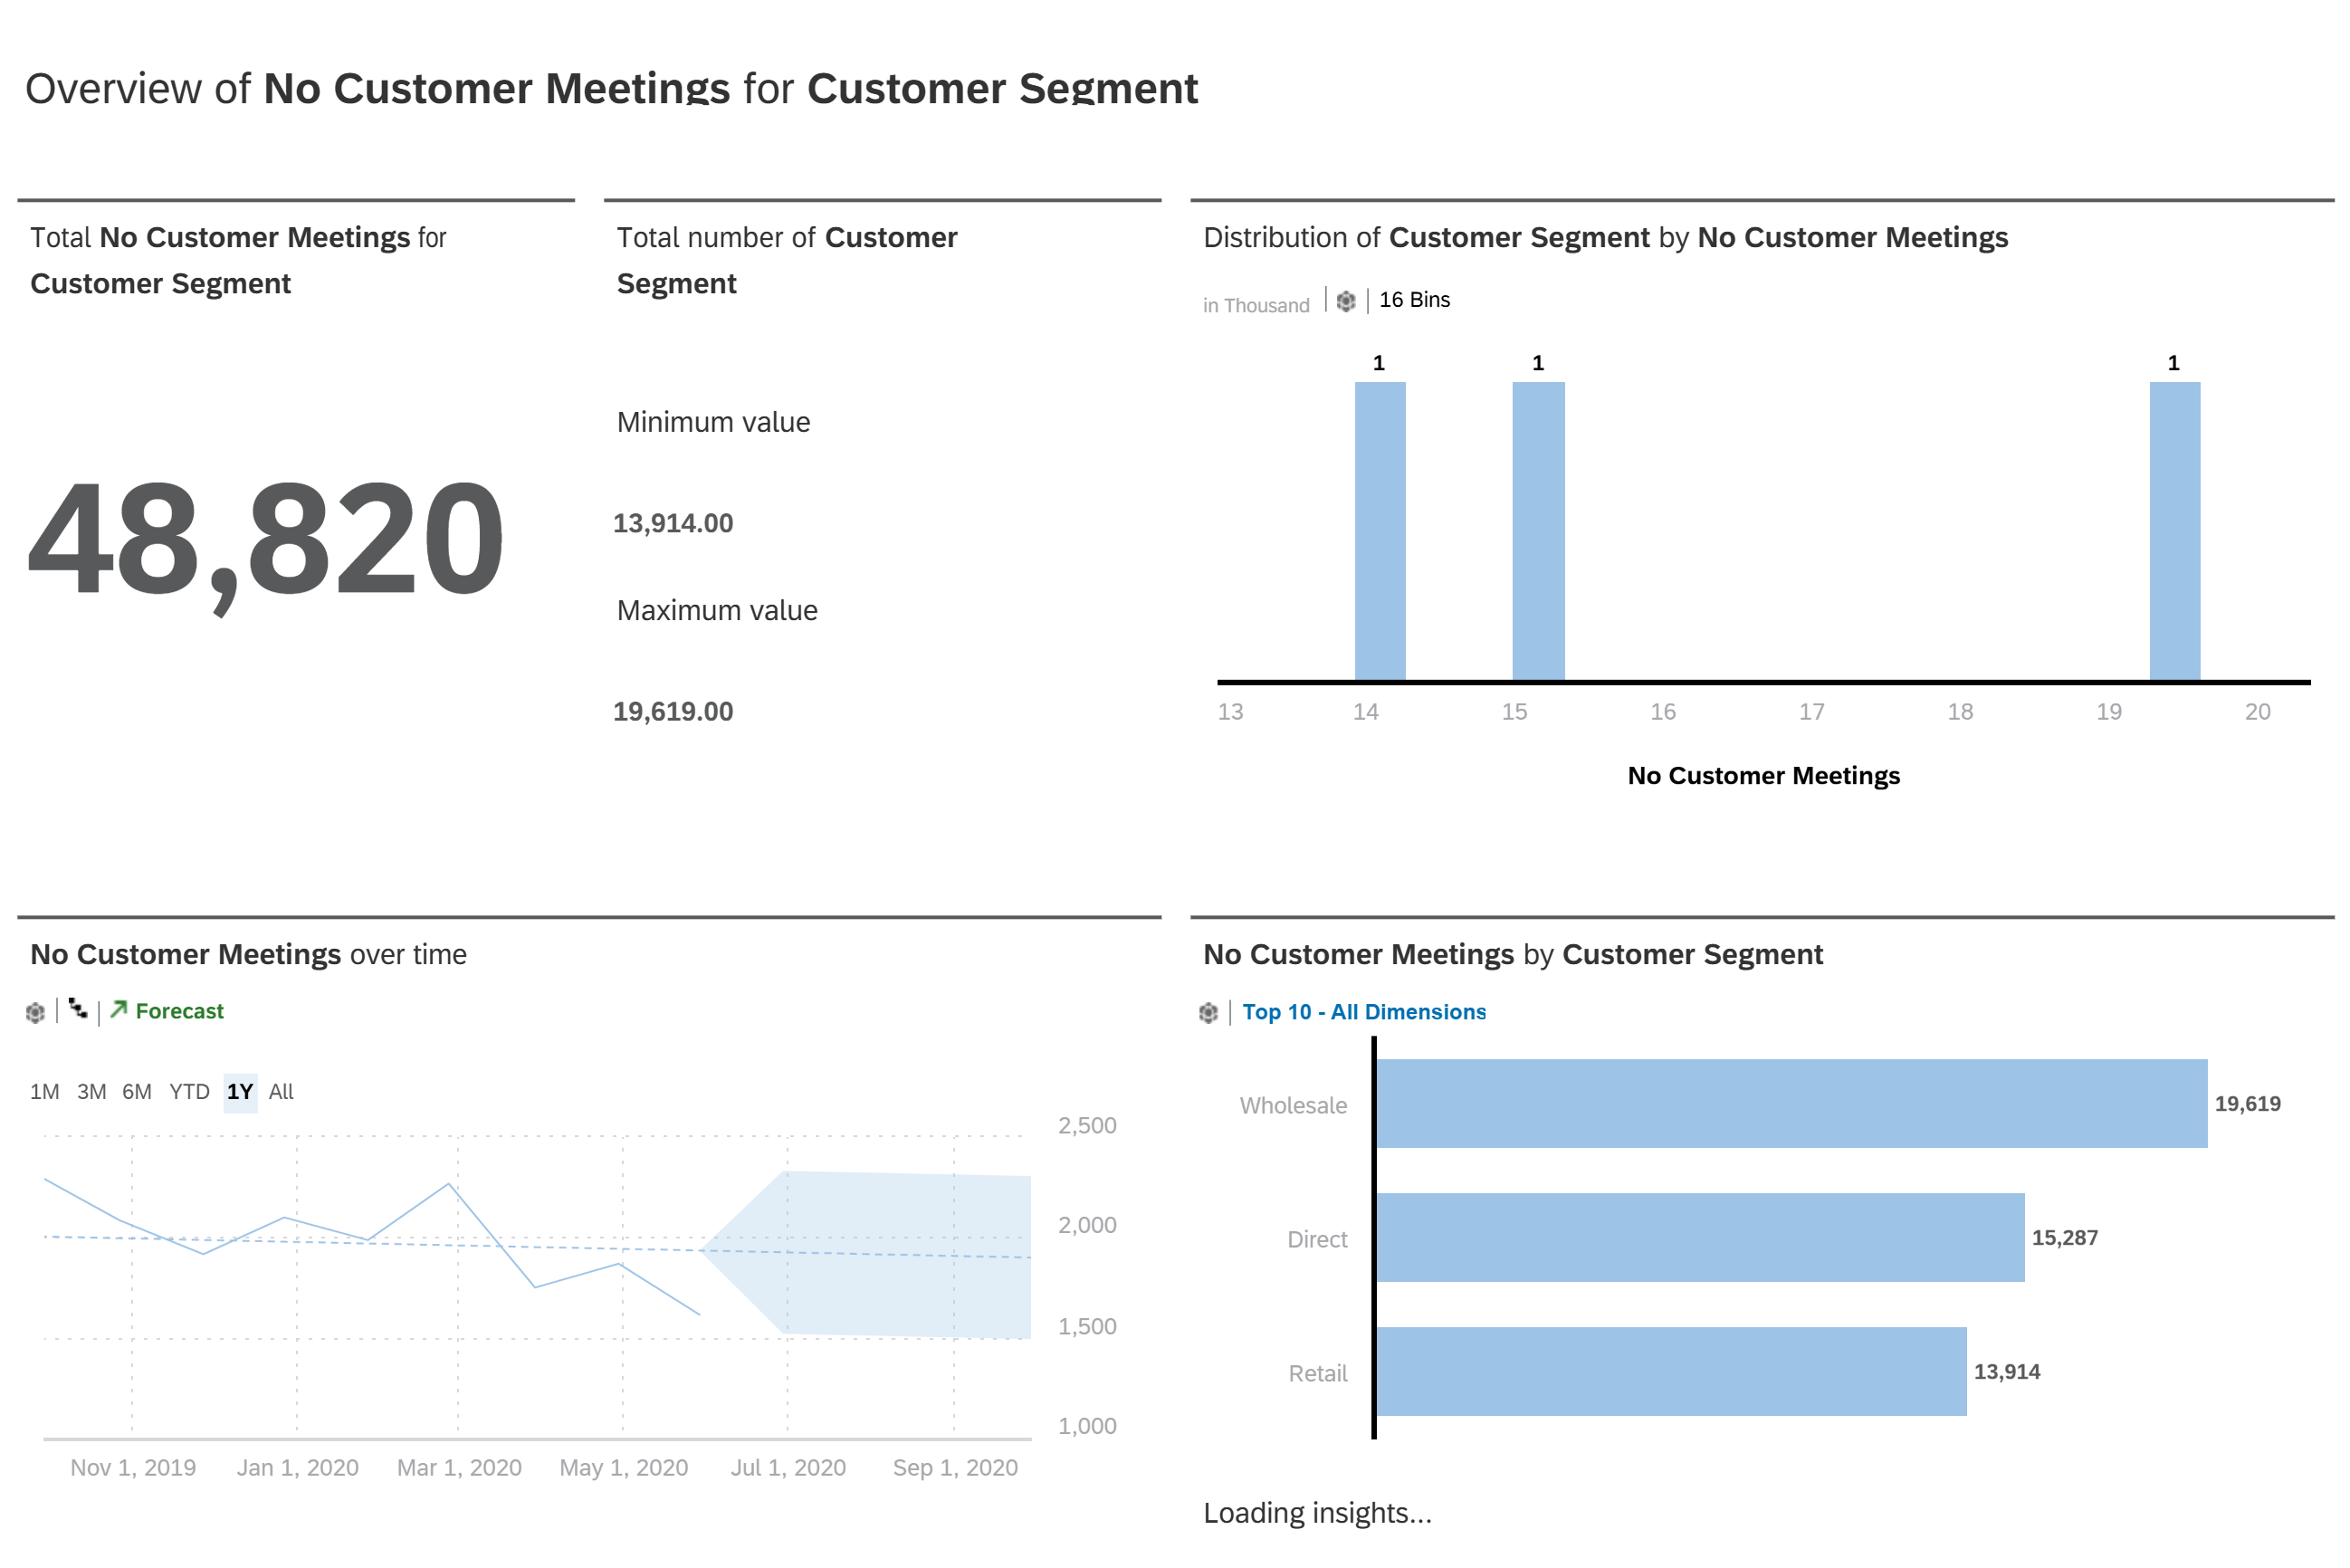 Overview of No Customer Meetings for Customer Segment
Total No Customer Meetings for
Customer Segment
48,820
Total number of Customer
Segment
Minimum value
13,914.00
Maximum value
19,619.00
Distribution of Customer Segment by No Customer Meetings
in Thousand | | 16 Bins
1 1 1
13 14 15 16 17 18 19 20
No Customer Meetings
No Customer Meetings over time
Forecast
1M 3M 6M YTD 1Y All
2,500
2,000
1,500
1,000
Nov 1, 2019 Jan 1, 2020 Mar 1, 2020 May 1, 2020 Jul 1, 2020 Sep 1, 2020
No Customer Meetings by Customer Segment
Top 10 - All Dimensions
Wholesale 19,619
Direct 15,287
Retail 13,914
Loading insights...